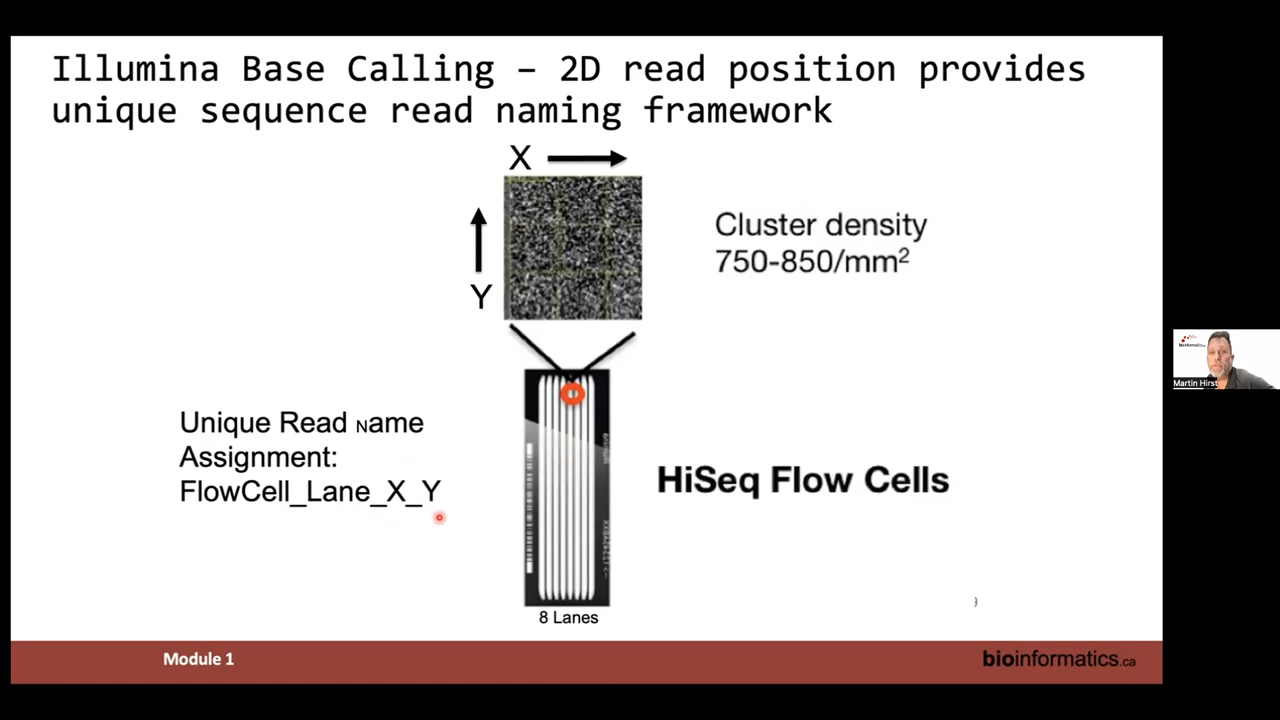 Illumina Base Calling – 2D read position provides
unique sequence read naming framework
X
Y
Cluster density
750-850/mm²
Unique Read Name
Assignment:
FlowCell_Lane_X_Y
HiSeq Flow Cells
8 Lanes
9
Module 1
bioinformatics.ca
Martin Hirst